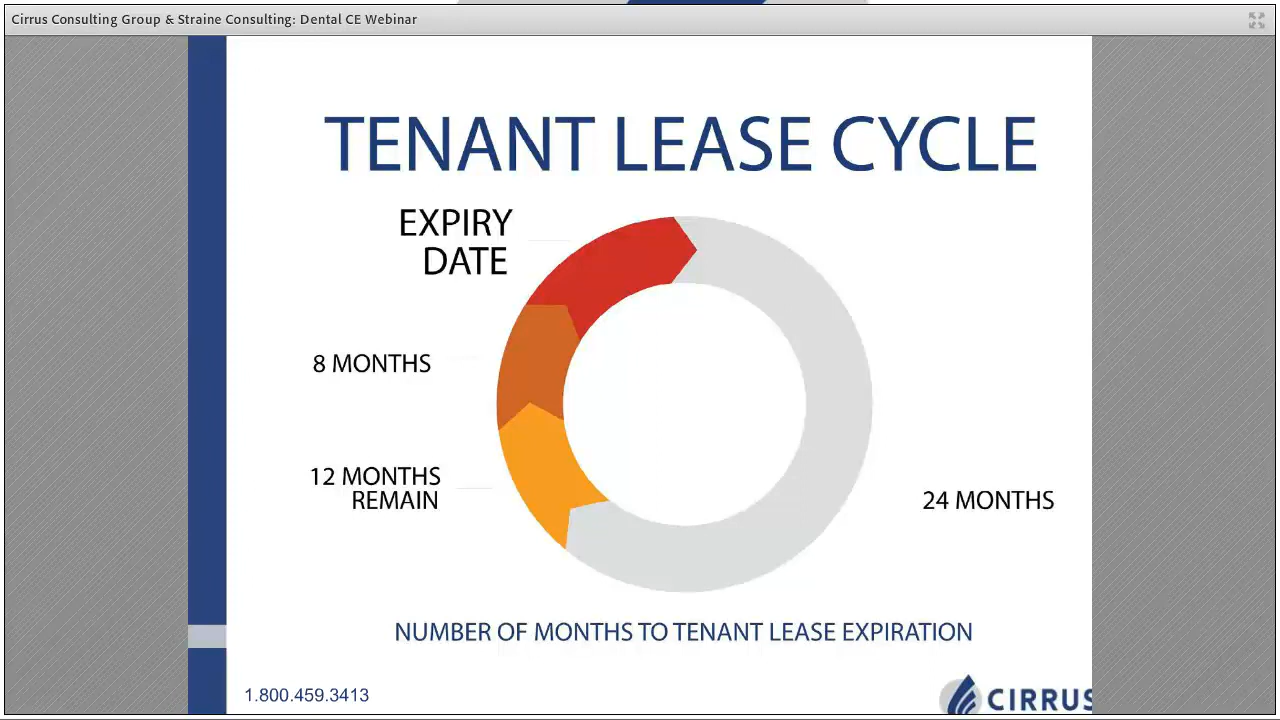 Cirrus Consulting Group & Straine Consulting: Dental CE Webinar
TENANT LEASE CYCLE
EXPIRY
DATE
8 MONTHS
12 MONTHS
REMAIN
24 MONTHS
NUMBER OF MONTHS TO TENANT LEASE EXPIRATION
1.800.459.3413
CIRRUS